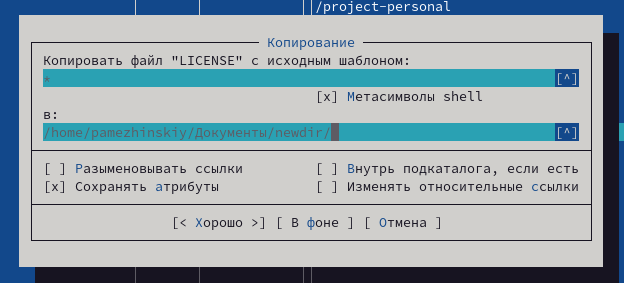 /project-personal
Копирование
Копировать файл "LICENSE" с исходным шаблоном:
* [^]
[x] Метасимволы shell
в:
/home/pamezhinskiy/Документы/newdir/ [^]
[ ] Разыменовывать ссылки [ ] Внутрь подкаталога, если есть
[x] Сохранять атрибуты [ ] Изменять относительные ссылки
[< Хорошо >] [ В фоне ] [ Отмена ]